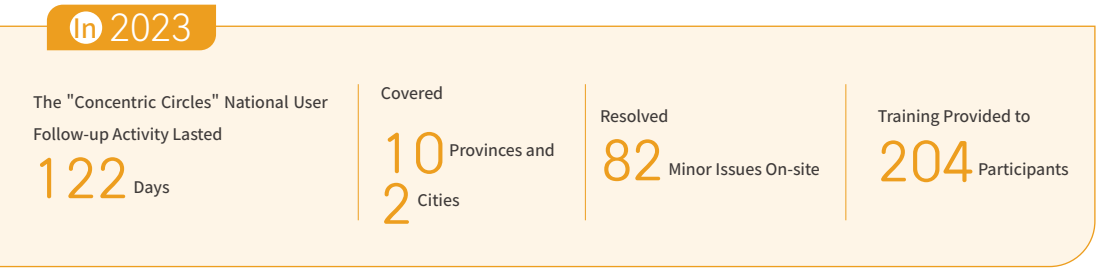 In 2023
The "Concentric Circles" National User
Follow-up Activity Lasted
122 Days
Covered
10 Provinces and
2 Cities
Resolved
82 Minor Issues On-site
Training Provided to
204 Participants